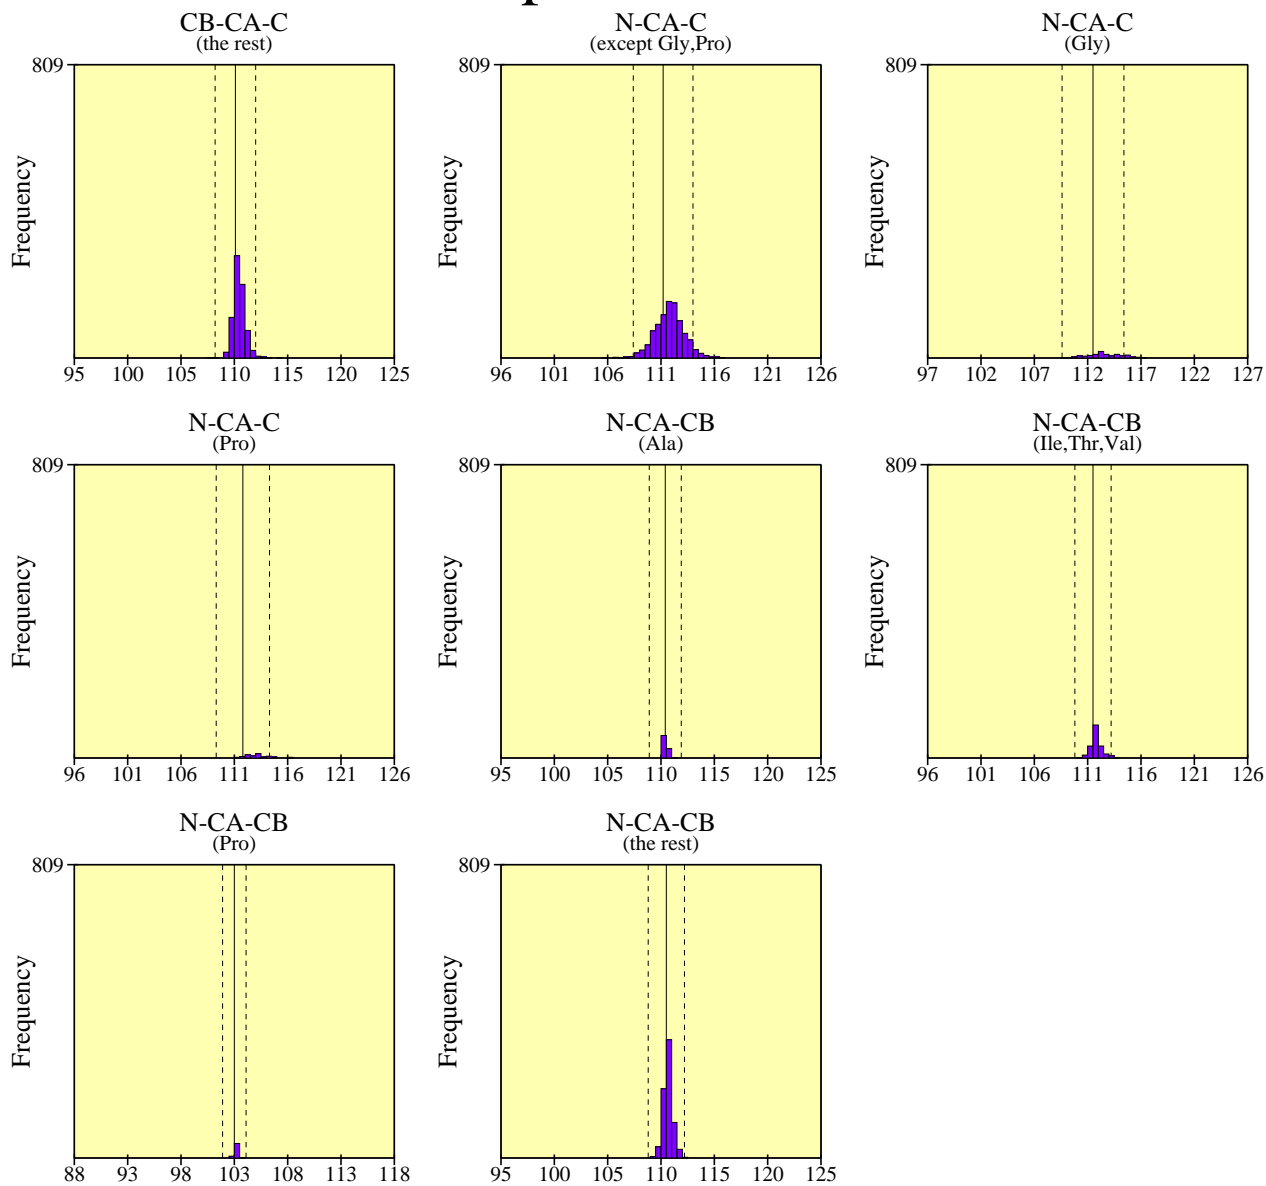 CB-CA-C N-CA-C N-CA-C
(the rest) (except Gly,Pro) (Gly)
809 809 809
Frequency Frequency Frequency
95 100 105 110 115 120 125 96 101 106 111 116 121 126 97 102 107 112 117 122 127
N-CA-C N-CA-CB N-CA-CB
(Pro) (Ala) (Ile,Thr,Val)
809 809 809
Frequency Frequency Frequency
96 101 106 111 116 121 126 95 100 105 110 115 120 125 96 101 106 111 116 121 126
N-CA-CB N-CA-CB
(Pro) (the rest)
809 809
Frequency Frequency
88 93 98 103 108 113 118 95 100 105 110 115 120 125